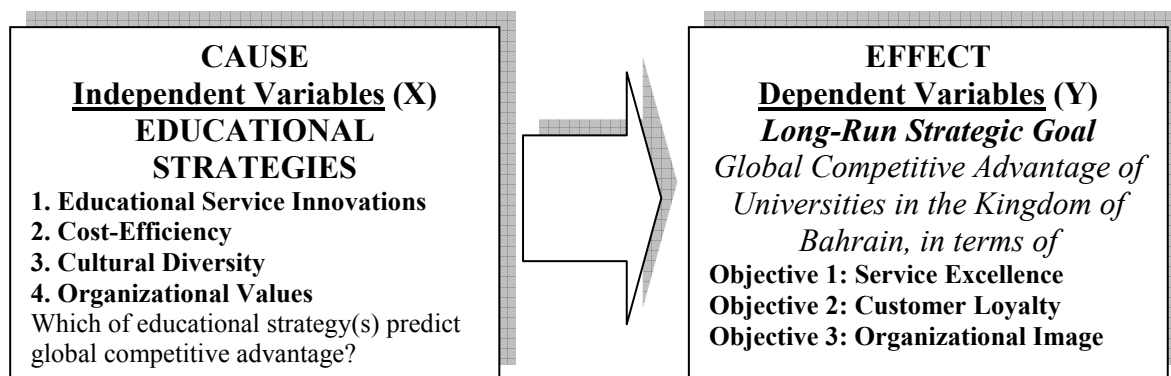 CAUSE
Independent Variables (X)
EDUCATIONAL
STRATEGIES
1. Educational Service Innovations
2. Cost-Efficiency
3. Cultural Diversity
4. Organizational Values
Which of educational strategy(s) predict
global competitive advantage?
EFFECT
Dependent Variables (Y)
Long-Run Strategic Goal
Global Competitive Advantage of
Universities in the Kingdom of
Bahrain, in terms of
Objective 1: Service Excellence
Objective 2: Customer Loyalty
Objective 3: Organizational Image